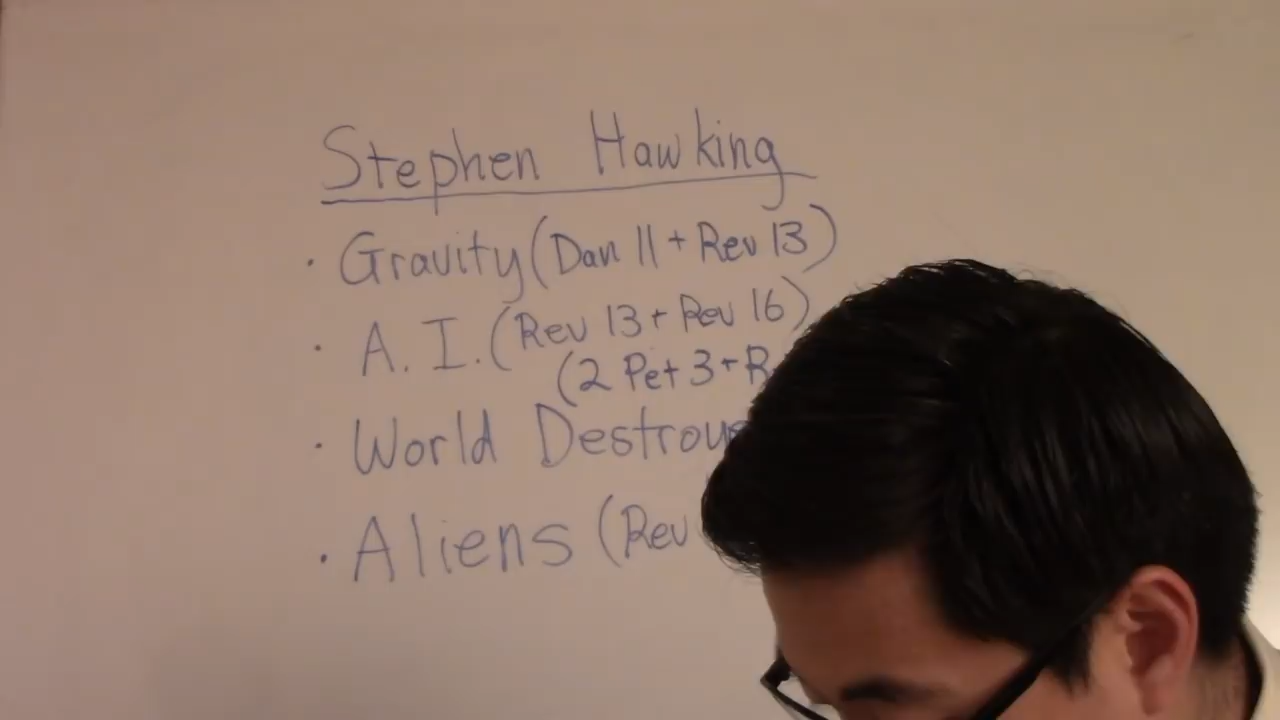 Stephen Hawking
· Gravity (Dan 11 + Rev 13)
· A. I. (Rev 13 + Rev 16)
(2 Pet 3 +
· World
· Aliens (Rev